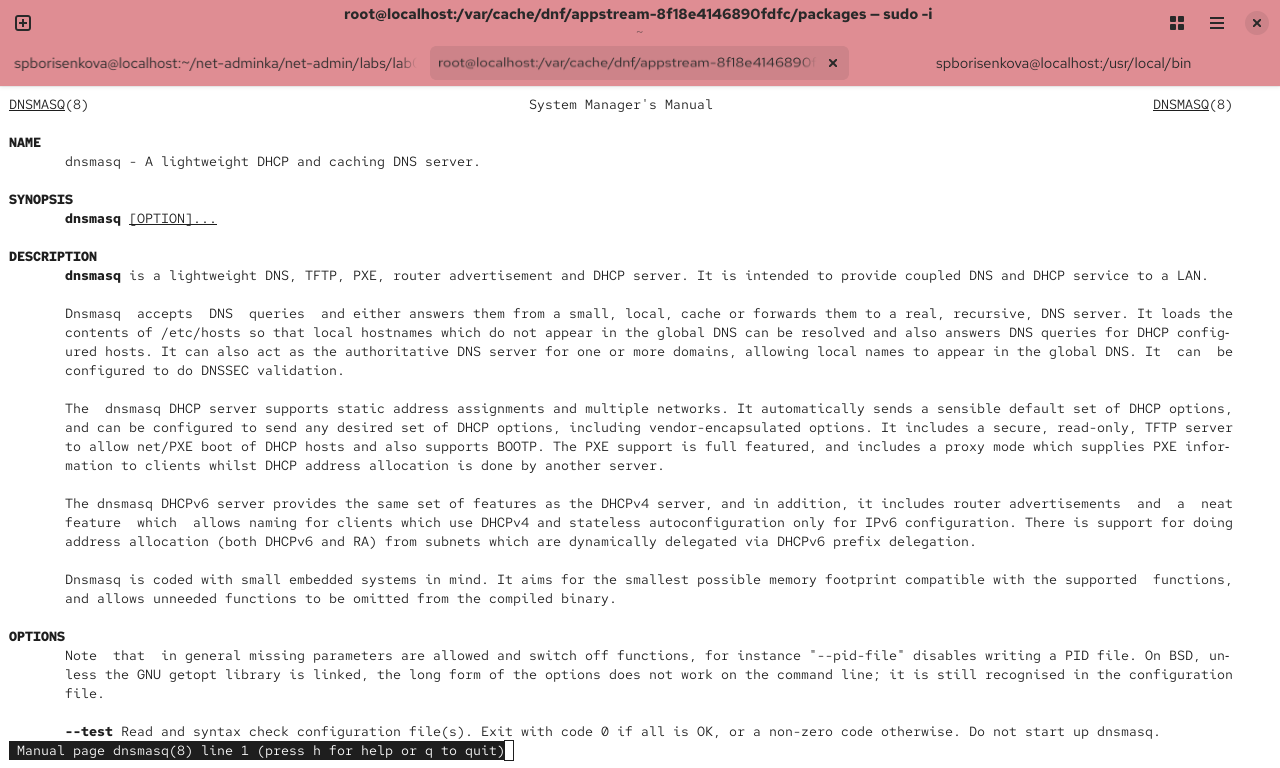 root@localhost:/var/cache/dnf/appstream-8f18e4146890fdfc/packages — sudo -i
~
spborisenkova@localhost:~/net-adminka/net-admin/labs/lab
root@localhost:/var/cache/dnf/appstream-8f18e4146890f
spborisenkova@localhost:/usr/local/bin
DNSMASQ(8) System Manager's Manual DNSMASQ(8)
NAME
dnsmasq - A lightweight DHCP and caching DNS server.
SYNOPSIS
dnsmasq [OPTION]...
DESCRIPTION
dnsmasq is a lightweight DNS, TFTP, PXE, router advertisement and DHCP server. It is intended to provide coupled DNS and DHCP service to a LAN.
Dnsmasq accepts DNS queries and either answers them from a small, local, cache or forwards them to a real, recursive, DNS server. It loads the
contents of /etc/hosts so that local hostnames which do not appear in the global DNS can be resolved and also answers DNS queries for DHCP config-
ured hosts. It can also act as the authoritative DNS server for one or more domains, allowing local names to appear in the global DNS. It can be
configured to do DNSSEC validation.
The dnsmasq DHCP server supports static address assignments and multiple networks. It automatically sends a sensible default set of DHCP options,
and can be configured to send any desired set of DHCP options, including vendor-encapsulated options. It includes a secure, read-only, TFTP server
to allow net/PXE boot of DHCP hosts and also supports BOOTP. The PXE support is full featured, and includes a proxy mode which supplies PXE infor-
mation to clients whilst DHCP address allocation is done by another server.
The dnsmasq DHCPv6 server provides the same set of features as the DHCPv4 server, and in addition, it includes router advertisements and a neat
feature which allows naming for clients which use DHCPv4 and stateless autoconfiguration only for IPv6 configuration. There is support for doing
address allocation (both DHCPv6 and RA) from subnets which are dynamically delegated via DHCPv6 prefix delegation.
Dnsmasq is coded with small embedded systems in mind. It aims for the smallest possible memory footprint compatible with the supported functions,
and allows unneeded functions to be omitted from the compiled binary.
OPTIONS
Note that in general missing parameters are allowed and switch off functions, for instance "--pid-file" disables writing a PID file. On BSD, un-
less the GNU getopt library is linked, the long form of the options does not work on the command line; it is still recognised in the configuration
file.
--test Read and syntax check configuration file(s). Exit with code 0 if all is OK, or a non-zero code otherwise. Do not start up dnsmasq.
Manual page dnsmasq(8) line 1 (press h for help or q to quit)